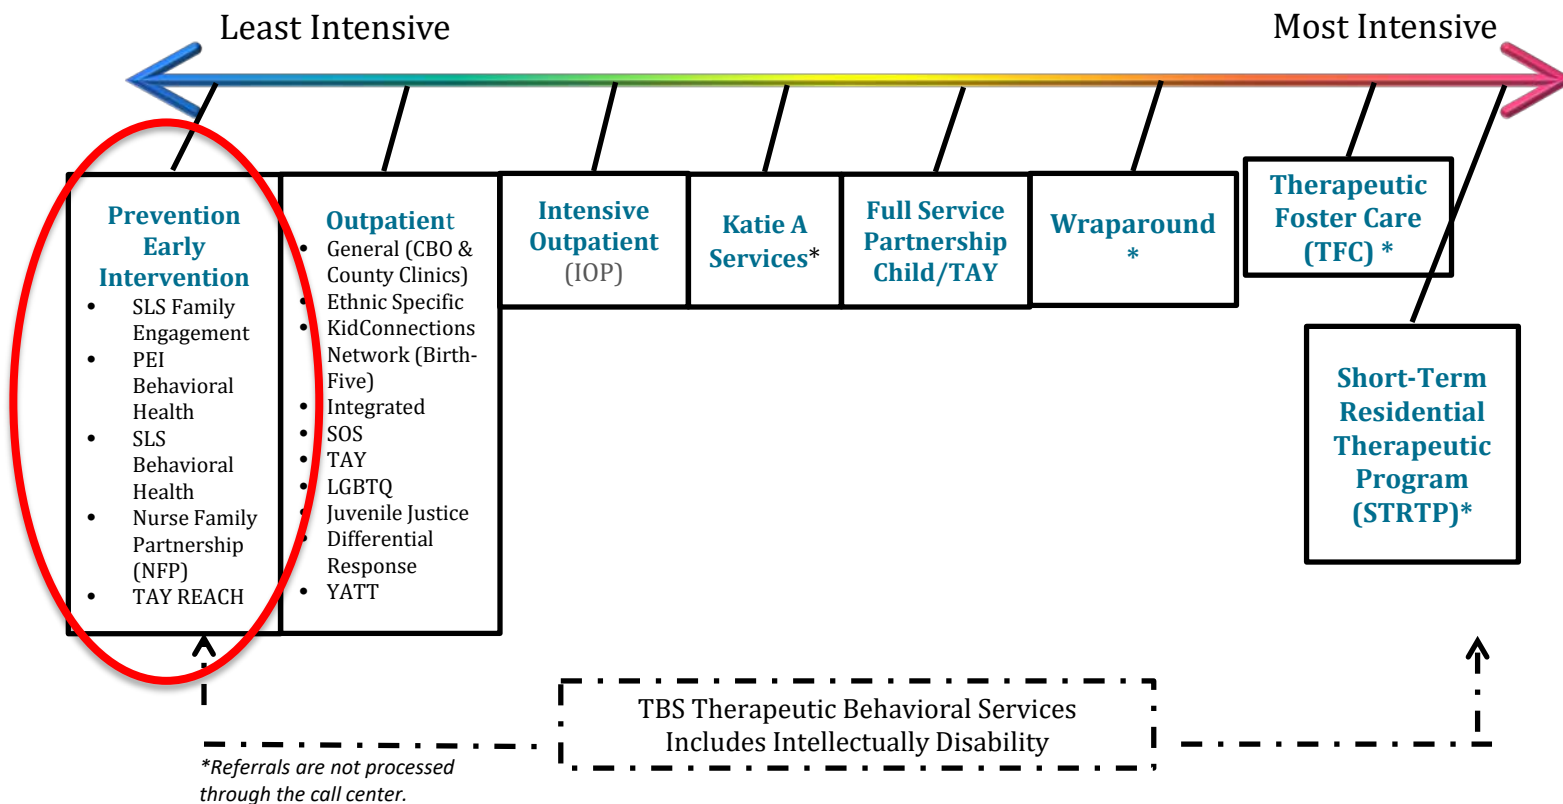 Least Intensive
Most Intensive
Prevention
Early
Intervention
• SLS Family
Engagement
• PEI
Behavioral
Health
• SLS
Behavioral
Health
• Nurse Family
Partnership
(NFP)
• TAY REACH
Outpatient
• General (CBO &
County Clinics)
• Ethnic Specific
• KidConnections
Network (Birth-
Five)
• Integrated
• SOS
• TAY
• LGBTQ
• Juvenile Justice
• Differential
Response
• YATT
Intensive
Outpatient
(IOP)
Katie A
Services*
Full Service
Partnership
Child/TAY
Wraparound
*
Therapeutic
Foster Care
(TFC) *
Short-Term
Residential
Therapeutic
Program
(STRTP)*
TBS Therapeutic Behavioral Services
Includes Intellectually Disability
*Referrals are not processed
through the call center.